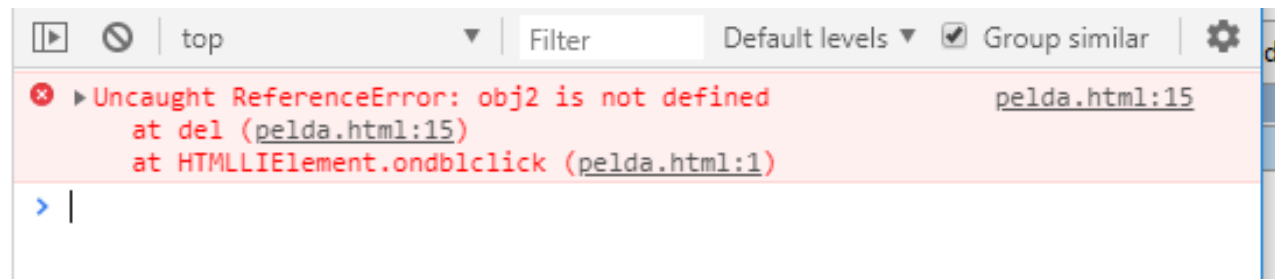 top Filter Default levels Group similar
Uncaught ReferenceError: obj2 is not defined pelda.html:15
at del (pelda.html:15)
at HTMLLIElement.ondblclick (pelda.html:1)
>
d